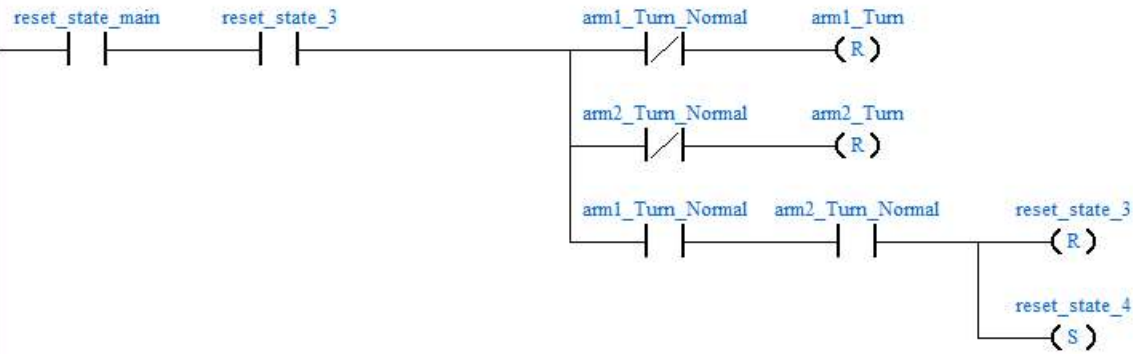 reset_state_main reset_state_3 arm1_Turn_Normal arm1_Turn
R
arm2_Turn_Normal arm2_Turn
R
arm1_Turn_Normal arm2_Turn_Normal reset_state_3
R
reset_state_4
S